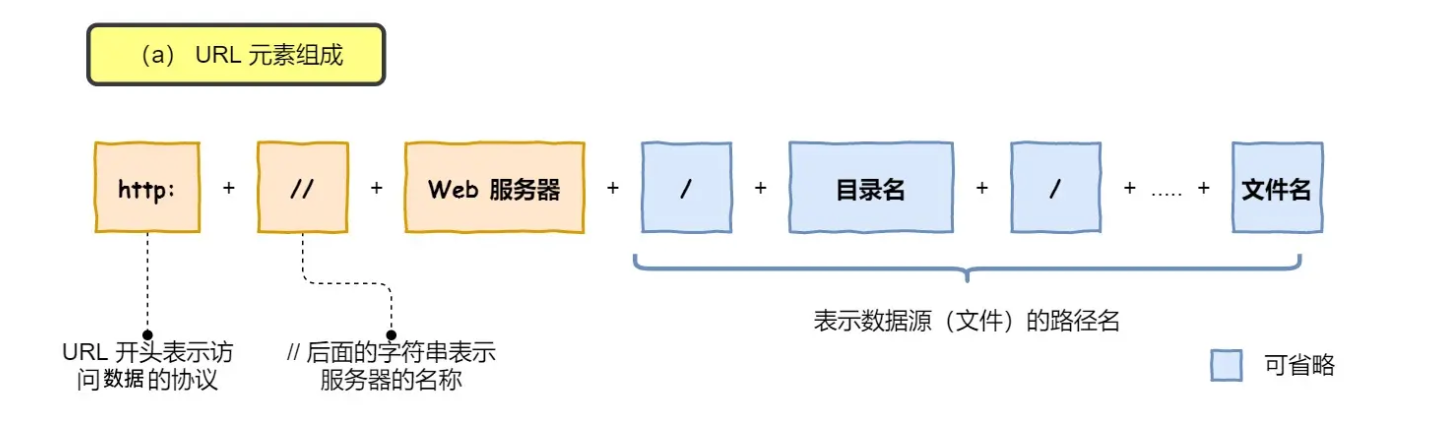 (a) URL 元素组成
http: + // + Web 服务器 + / + 目录名 + / + ..... + 文件名
表示数据源（文件）的路径名
URL 开头表示访
问数据的协议
// 后面的字符串表示
服务器的名称
可省略